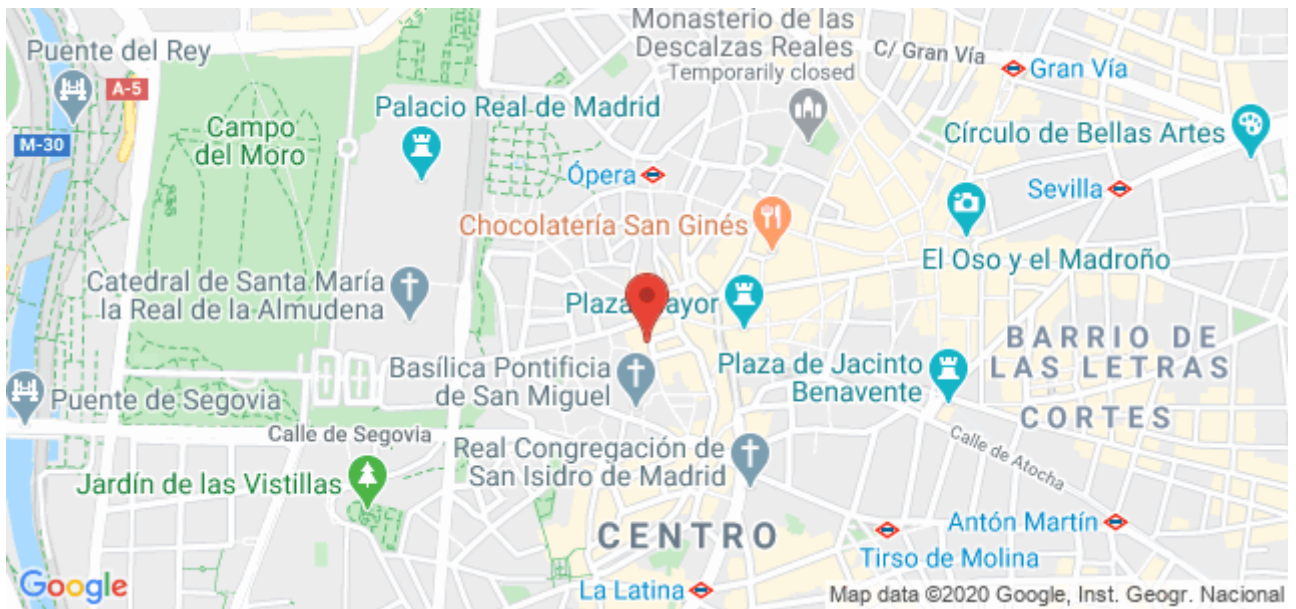 Monasterio de las
Descalzas Reales
Temporarily closed
C/ Gran Vía
Gran Vía
Puente del Rey
A-5
M-30
Campo
del Moro
Palacio Real de Madrid
Círculo de Bellas Artes
Ópera
Sevilla
Chocolatería San Ginés
El Oso y el Madroño
Catedral de Santa María
la Real de la Almudena
Plaza
ayor
BARRIO DE
LAS LETRAS
Basílica Pontificia
de San Miguel
Plaza de Jacinto
Benavente
Puente de Segovia
CORTES
Calle de Segovia
Calle de Atocha
Real Congregación de
San Isidro de Madrid
Jardín de las Vistillas
CENTRO
Antón Martín
Tirso de Molina
La Latina
Google
Map data ©2020 Google, Inst. Geogr. Nacional